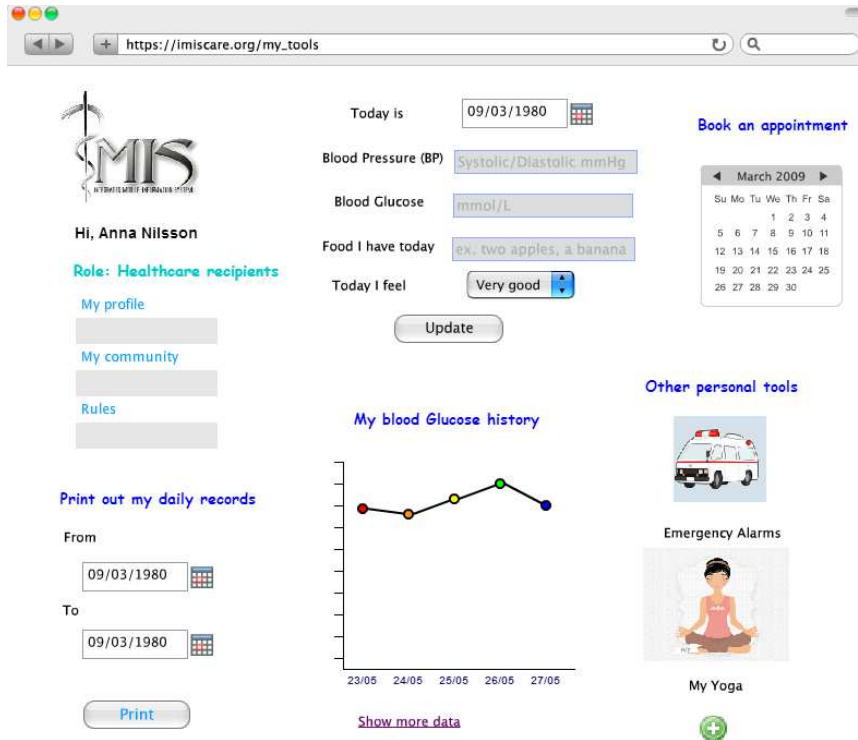 https://imiscare.org/my_tools
IMIS
INTEGRATED MOBILE INFORMATION SYSTEM
Hi, Anna Nilsson
Role: Healthcare recipients
My profile
My community
Rules
Print out my daily records
From
09/03/1980
To
09/03/1980
Print
Today is 09/03/1980
Blood Pressure (BP) Systolic/Diastolic mmHg
Blood Glucose mmol/L
Food I have today ex. two apples, a banana
Today I feel Very good
Update
My blood Glucose history
23/05 24/05 25/05 26/05 27/05
Show more data
Book an appointment
March 2009
Su Mo Tu We Th Fr Sa
1 2 3 4
5 6 7 8 9 10 11
12 13 14 15 16 17 18
19 20 21 22 23 24 25
26 27 28 29 30
Other personal tools
Emergency Alarms
My Yoga